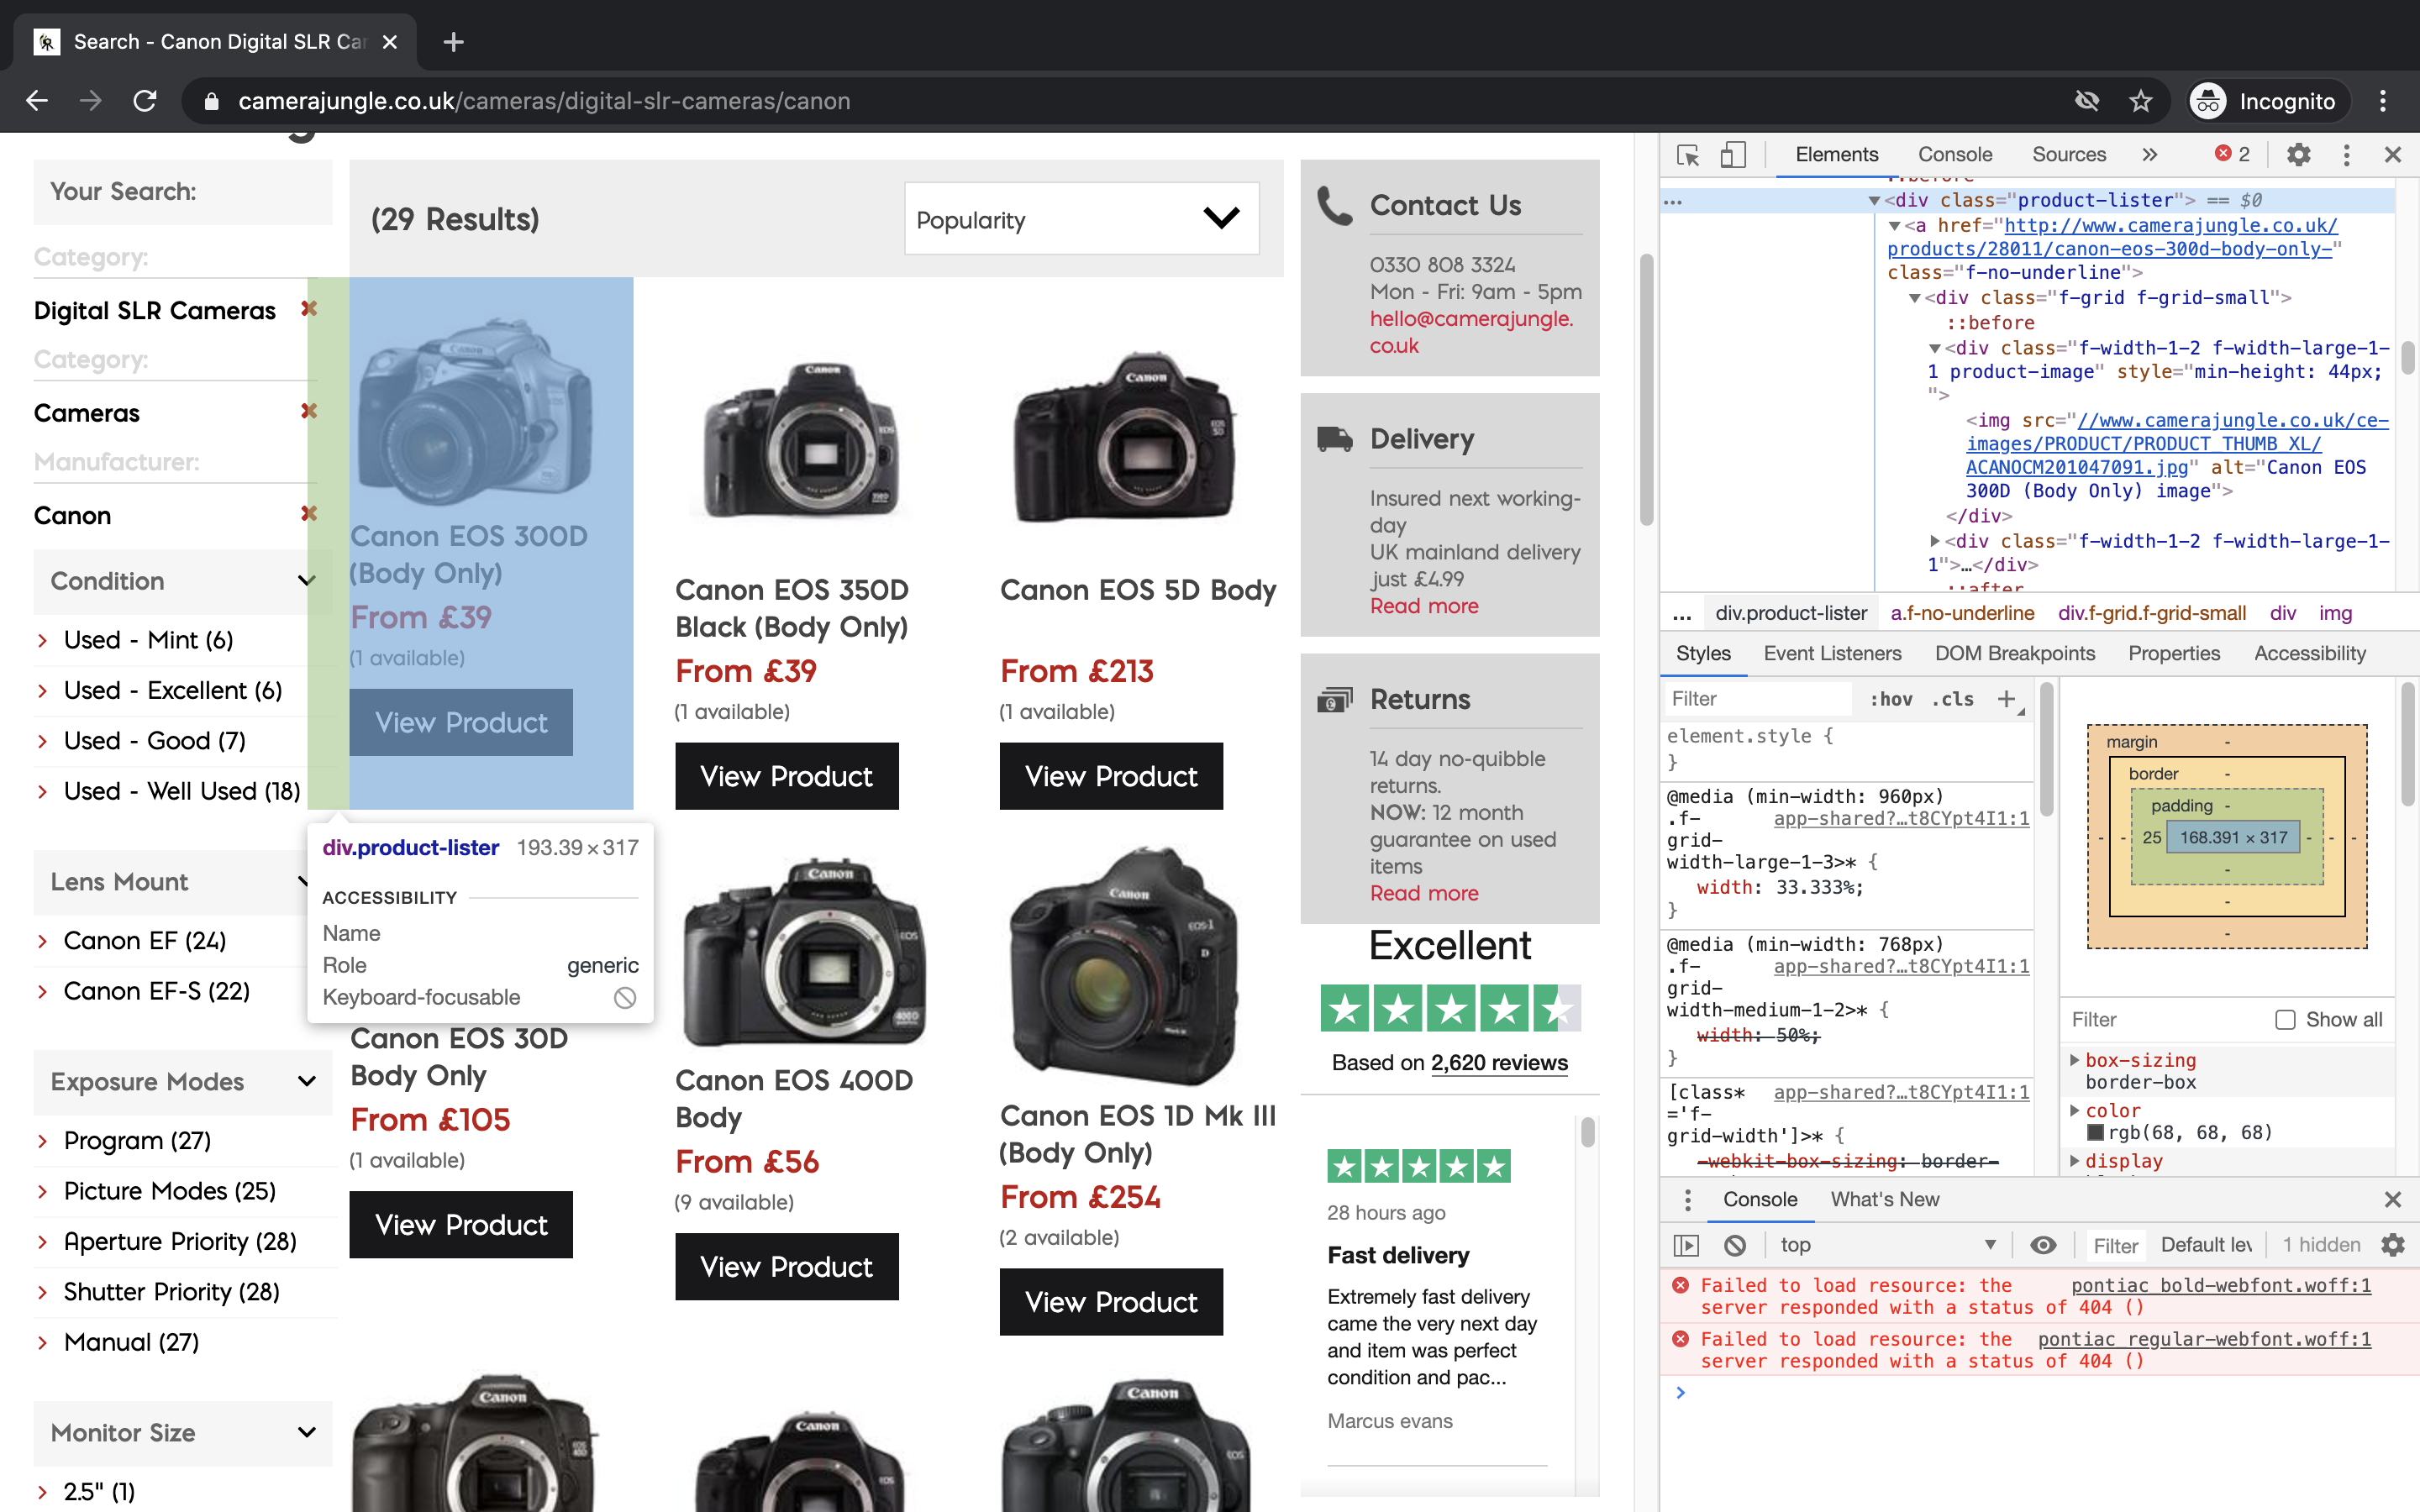 Search - Canon Digital SLR Ca
camerajungle.co.uk/cameras/digital-slr-cameras/canon
Incognito
Your Search:
Category:
Digital SLR Cameras
Category:
Cameras
Manufacturer:
Canon
Condition
Used - Mint (6)
Used - Excellent (6)
Used - Good (7)
Used - Well Used (18)
Lens Mount
Canon EF (24)
Canon EF-S (22)
Exposure Modes
Program (27)
Picture Modes (25)
Aperture Priority (28)
Shutter Priority (28)
Manual (27)
Monitor Size
2.5" (1)
(29 Results)
Popularity
Canon EOS 300D
(Body Only)
From £39
(1 available)
View Product
Canon EOS 350D
Black (Body Only)
From £39
(1 available)
View Product
Canon EOS 5D Body
From £213
(1 available)
View Product
div.product-lister 193.39 × 317
ACCESSIBILITY
Name
Role generic
Keyboard-focusable
Canon EOS 30D
Body Only
From £105
(1 available)
View Product
Canon EOS 400D
Body
From £56
(9 available)
View Product
Canon EOS 1D Mk III
(Body Only)
From £254
(2 available)
View Product
Contact Us
0330 808 3324
Mon - Fri: 9am - 5pm
hello@camerajungle.
co.uk
Delivery
Insured next working-
day
UK mainland delivery
just £4.99
Read more
Returns
14 day no-quibble
returns.
NOW: 12 month
guarantee on used
items
Read more
Excellent
Based on 2,620 reviews
28 hours ago
Fast delivery
Extremely fast delivery
came the very next day
and item was perfect
condition and pac...
Marcus evans
Elements Console Sources » 2
::before
… <div class="product-lister"> == $0
<a href="http://www.camerajungle.co.uk/
products/28011/canon-eos-300d-body-only-"
class="f-no-underline">
<div class="f-grid f-grid-small">
::before
<div class="f-width-1-2 f-width-large-1-
1 product-image" style="min-height: 44px;
">
<img src="//www.camerajungle.co.uk/ce-
images/PRODUCT/PRODUCT_THUMB_XL/
ACANOCM201047091.jpg" alt="Canon EOS
300D (Body Only) image">
</div>
<div class="f-width-1-2 f-width-large-1-
1">…</div>
::after
… div.product-lister a.f-no-underline div.f-grid.f-grid-small div img
Styles Event Listeners DOM Breakpoints Properties Accessibility
Filter :hov .cls +
element.style {
}
@media (min-width: 960px)
.f- app-shared?…t8CYpt4I1:1
grid-
width-large-1-3>* {
width: 33.333%;
}
@media (min-width: 768px)
.f- app-shared?…t8CYpt4I1:1
grid-
width-medium-1-2>* {
width: 50%;
}
[class* app-shared?…t8CYpt4I1:1
='f-
grid-width']>* {
-webkit-box-sizing: border-
margin -
border -
padding -
- - 25 168.391 × 317 - - -
-
-
-
Filter Show all
box-sizing
border-box
color
rgb(68, 68, 68)
display
Console What's New
top Filter Default lev 1 hidden
Failed to load resource: the pontiac_bold-webfont.woff:1
server responded with a status of 404 ()
Failed to load resource: the pontiac_regular-webfont.woff:1
server responded with a status of 404 ()